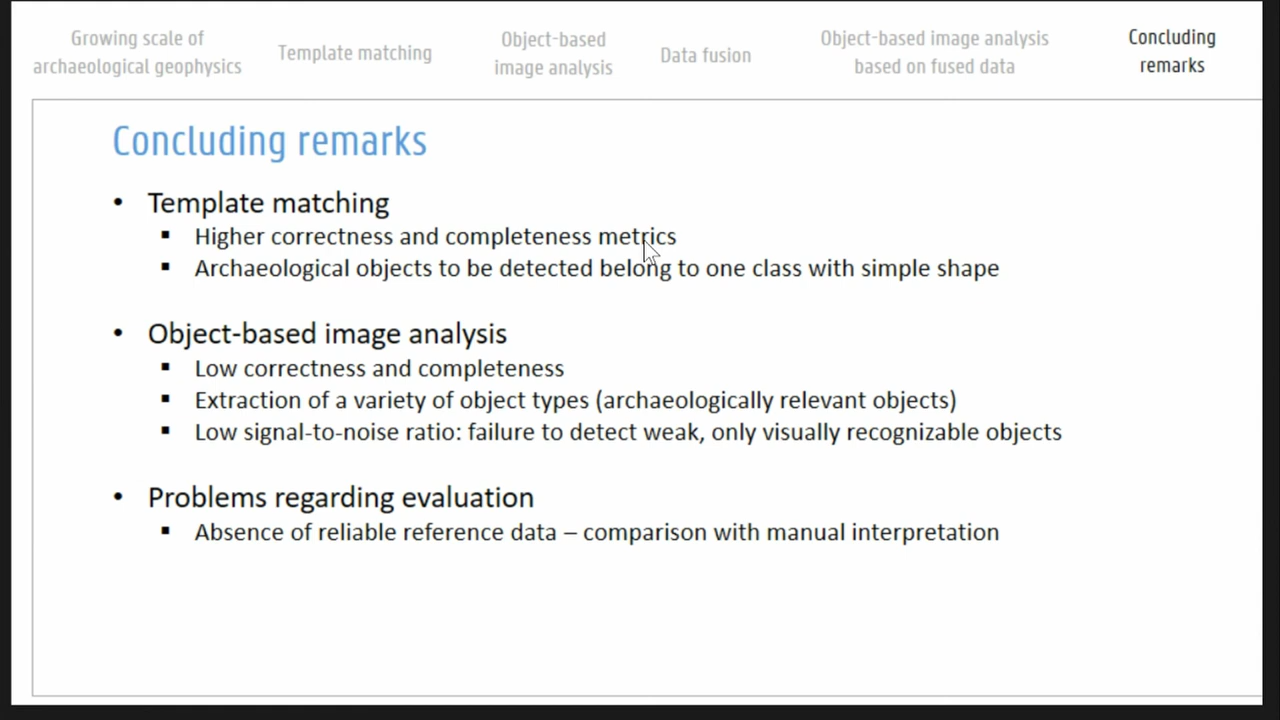 Growing scale of
archaeological geophysics
Template matching
Object-based
image analysis
Data fusion
Object-based image analysis
based on fused data
Concluding
remarks
Concluding remarks
• Template matching
▪ Higher correctness and completeness metrics
▪ Archaeological objects to be detected belong to one class with simple shape
• Object-based image analysis
▪ Low correctness and completeness
▪ Extraction of a variety of object types (archaeologically relevant objects)
▪ Low signal-to-noise ratio: failure to detect weak, only visually recognizable objects
• Problems regarding evaluation
▪ Absence of reliable reference data – comparison with manual interpretation